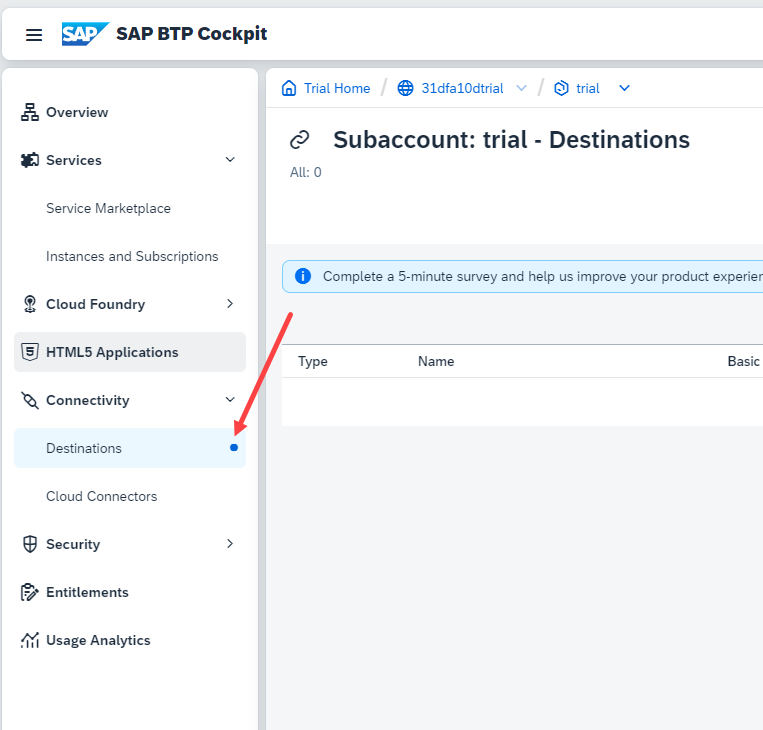 SAP SAP BTP Cockpit
Overview
Services
Service Marketplace
Instances and Subscriptions
Cloud Foundry
5 HTML5 Applications
Connectivity
Destinations
Cloud Connectors
Security
Entitlements
Usage Analytics
Trial Home / 31dfa10dtrial / trial
Subaccount: trial - Destinations
All: 0
i Complete a 5-minute survey and help us improve your product experien
Type Name Basic